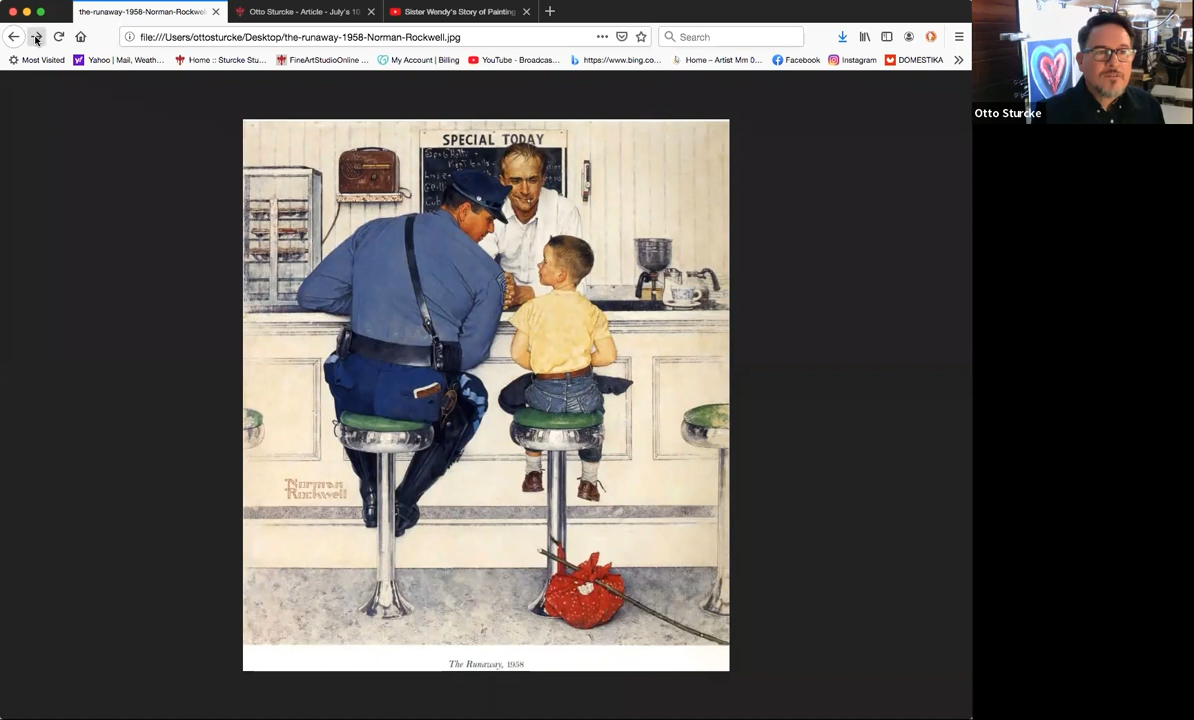 the-runaway-1958-Norman-Rockwel
Otto Sturcke - Article - July's 10
Sister Wendy's Story of Painting
file:///Users/ottosturcke/Desktop/the-runaway-1958-Norman-Rockwell.jpg
Search
Most Visited
Yahoo | Mail, Weath...
Home :: Sturcke Stu...
FineArtStudioOnline ...
My Account | Billing
YouTube - Broadcas...
https://www.bing.co...
Home – Artist Mm 0...
Facebook
Instagram
DOMESTIKA
Otto Sturcke
SPECIAL TODAY
Norman
Rockwell
The Runaway, 1958